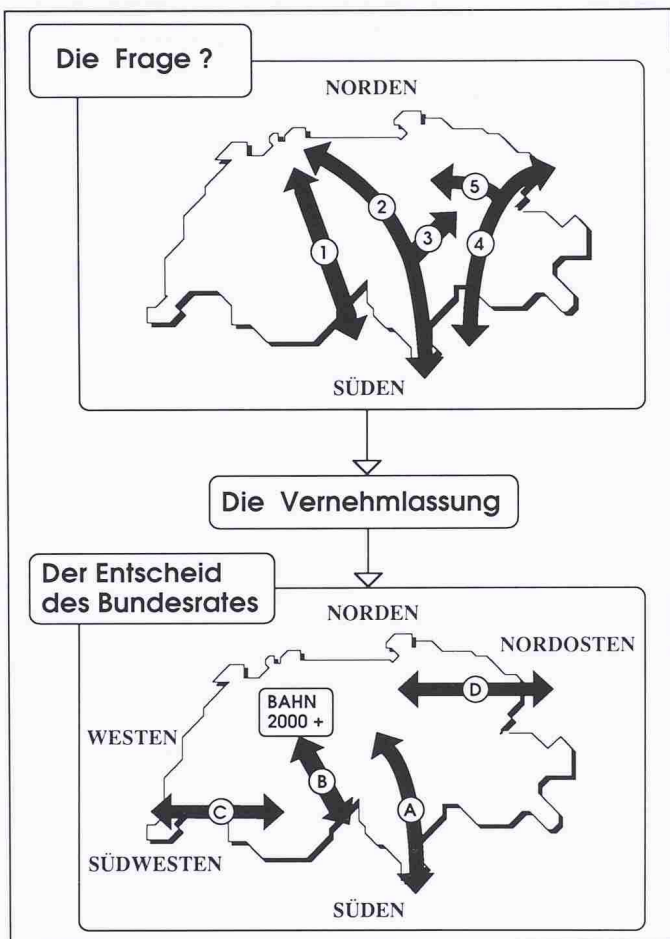 Die Frage ?
NORDEN
5
2
3
1
4
SÜDEN
Die Vernehmlassung
Der Entscheid
des Bundesrates
NORDEN
NORDOSTEN
D
BAHN
2000 +
WESTEN
B
C
A
SÜDWESTEN
SÜDEN